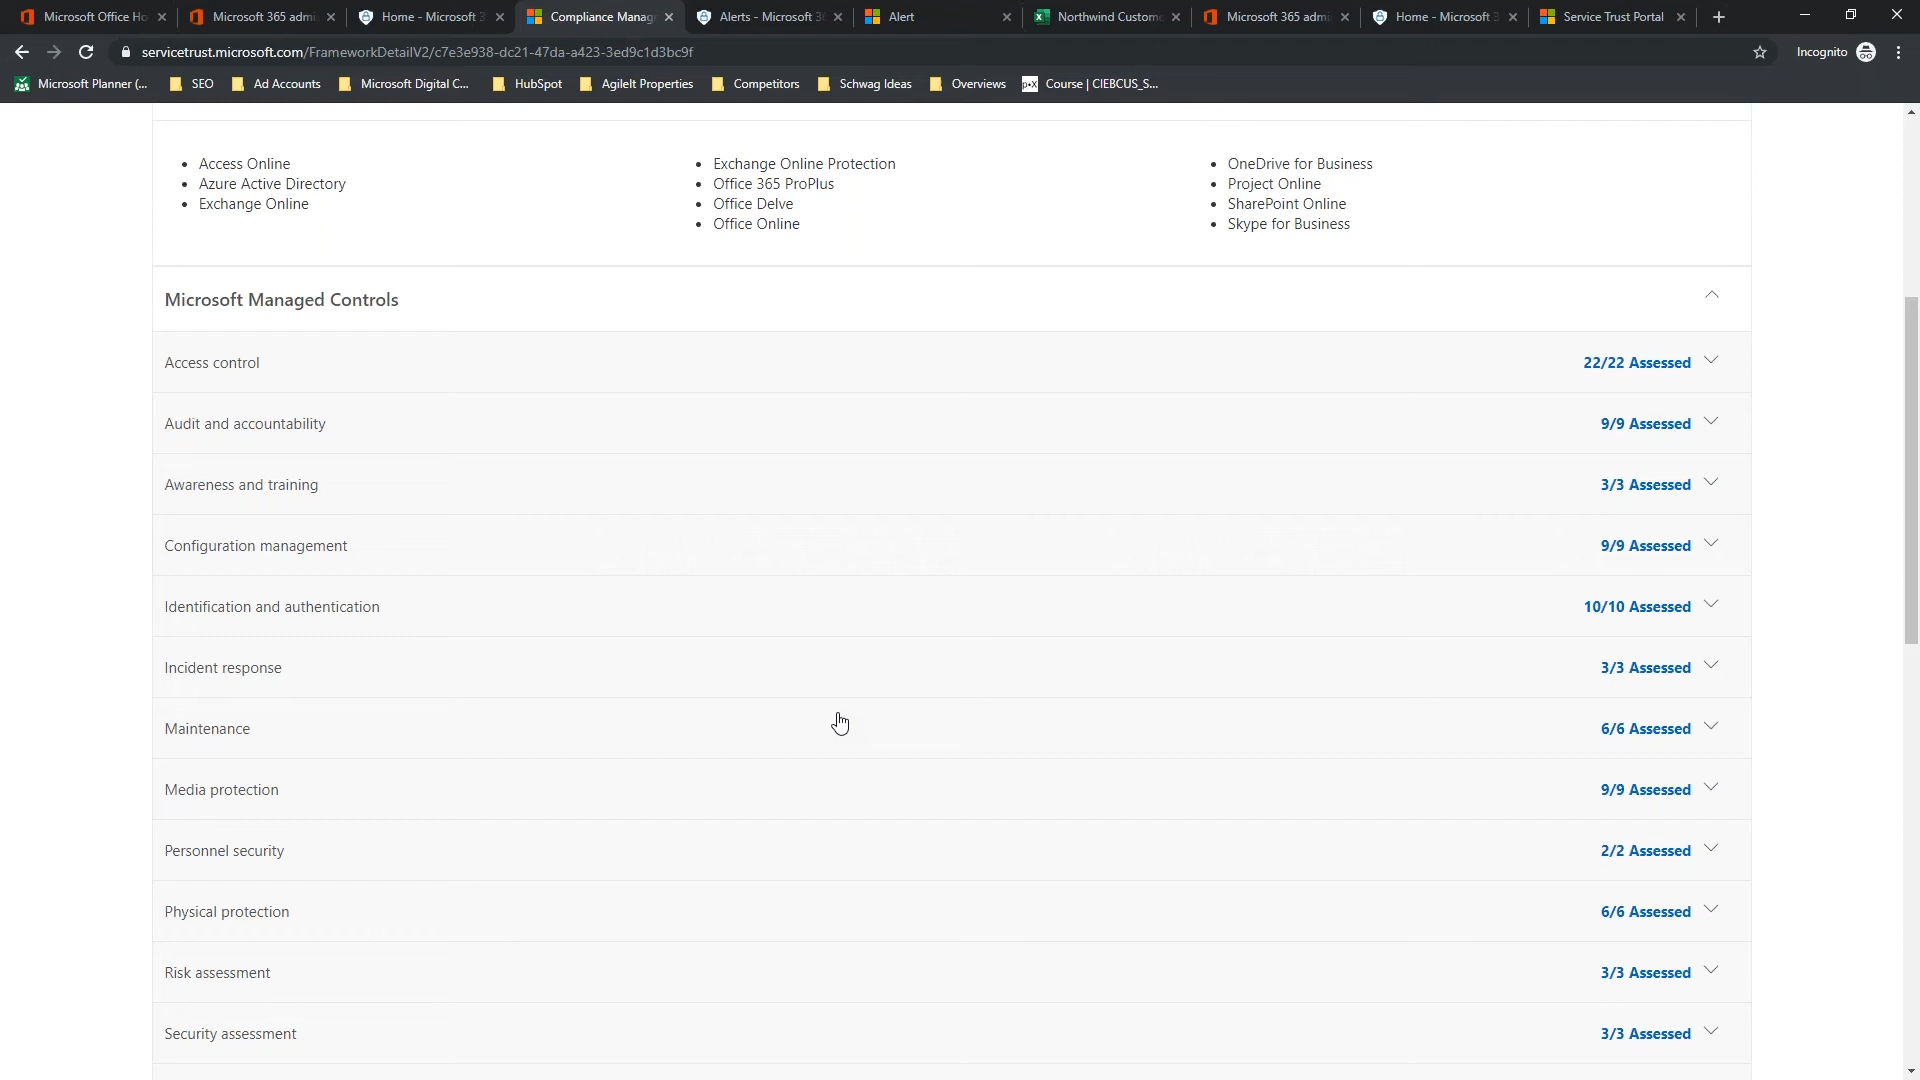 Microsoft Office Ho
Microsoft 365 admi
Home - Microsoft 3
Compliance Manag
Alerts - Microsoft 3
Alert
Northwind Custome
Microsoft 365 admi
Home - Microsoft 3
Service Trust Portal
servicetrust.microsoft.com/FrameworkDetailV2/c7e3e938-dc21-47da-a423-3ed9c1d3bc9f
Incognito
Microsoft Planner (...
SEO
Ad Accounts
Microsoft Digital C...
HubSpot
AgileIt Properties
Competitors
Schwag Ideas
Overviews
p•X
Course | CIEBCUS_S...
• Access Online
• Azure Active Directory
• Exchange Online
• Exchange Online Protection
• Office 365 ProPlus
• Office Delve
• Office Online
• OneDrive for Business
• Project Online
• SharePoint Online
• Skype for Business
Microsoft Managed Controls
Access control 22/22 Assessed
Audit and accountability 9/9 Assessed
Awareness and training 3/3 Assessed
Configuration management 9/9 Assessed
Identification and authentication 10/10 Assessed
Incident response 3/3 Assessed
Maintenance 6/6 Assessed
Media protection 9/9 Assessed
Personnel security 2/2 Assessed
Physical protection 6/6 Assessed
Risk assessment 3/3 Assessed
Security assessment 3/3 Assessed